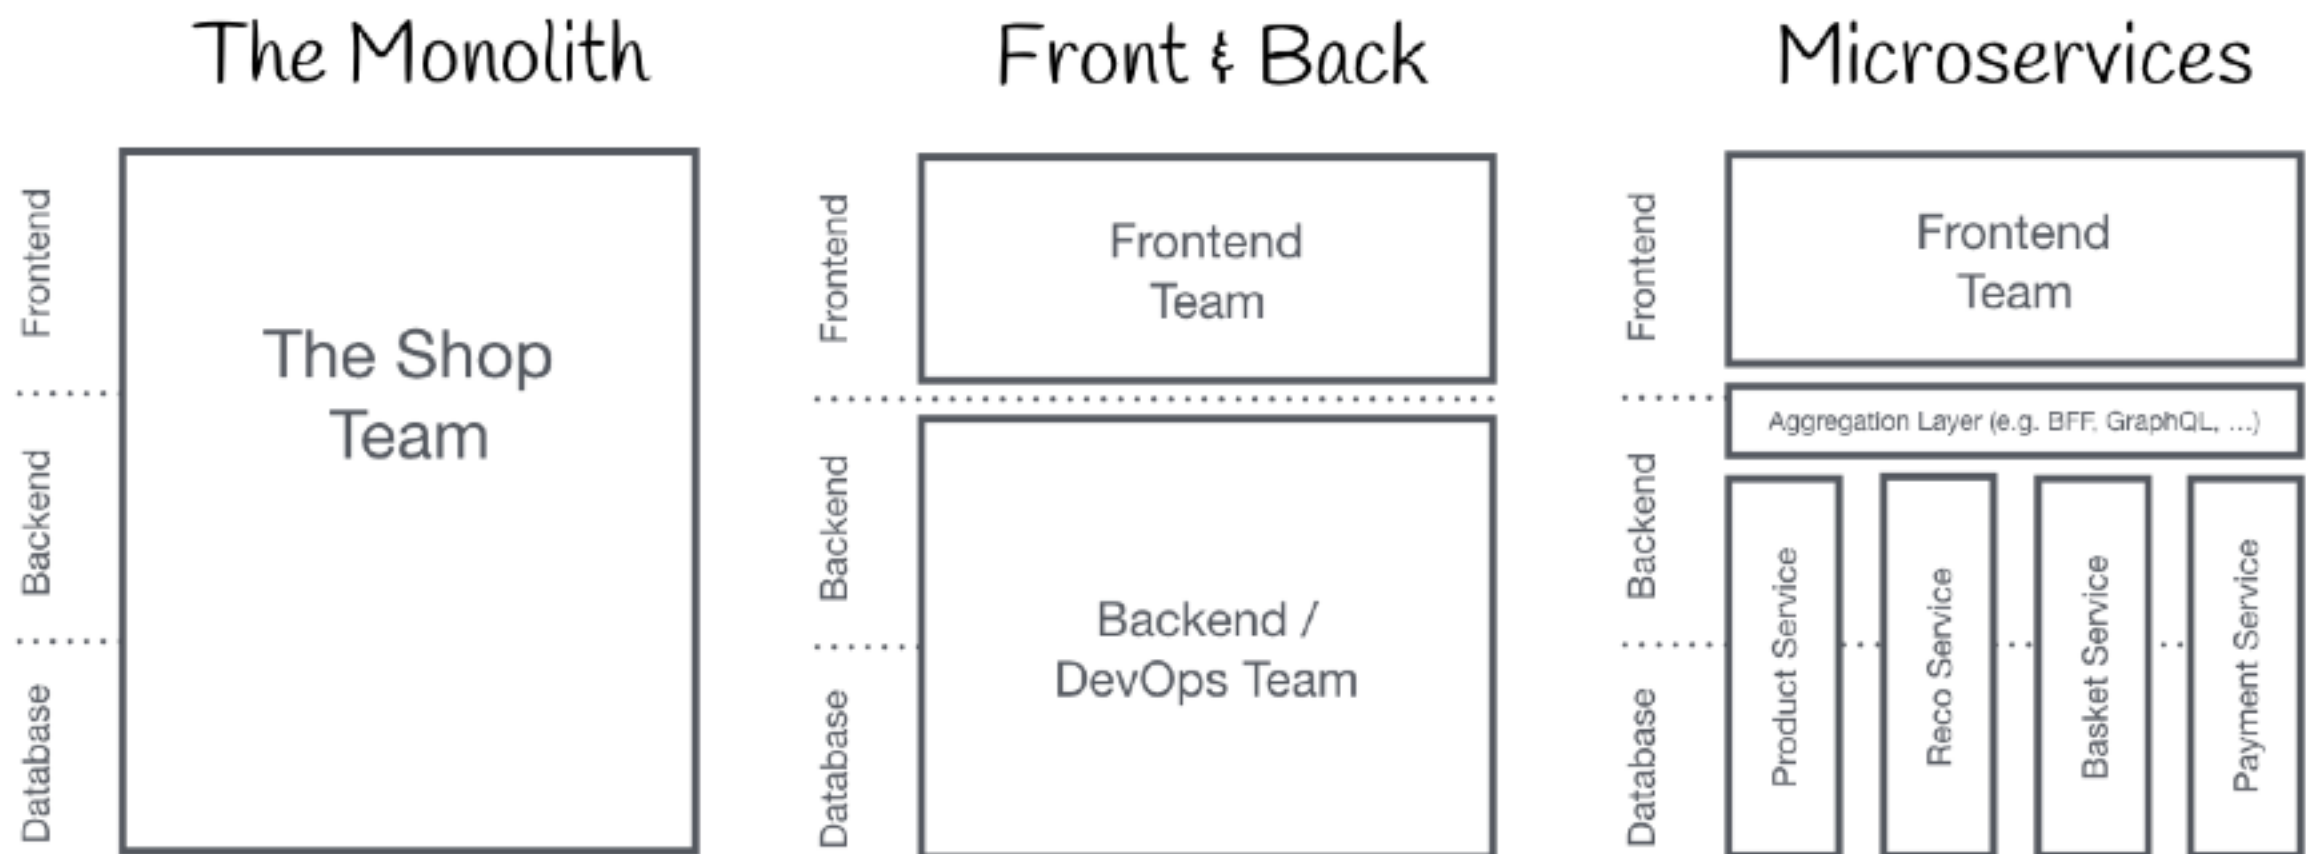 The Monolith
Frontend
Backend
Database
The Shop
Team
Front & Back
Frontend
Backend
Database
Frontend
Team
Backend /
DevOps Team
Microservices
Frontend
Backend
Database
Frontend
Team
Aggregation Layer (e.g. BFF, GraphQL, ...)
Product Service
Reco Service
Basket Service
Payment Service